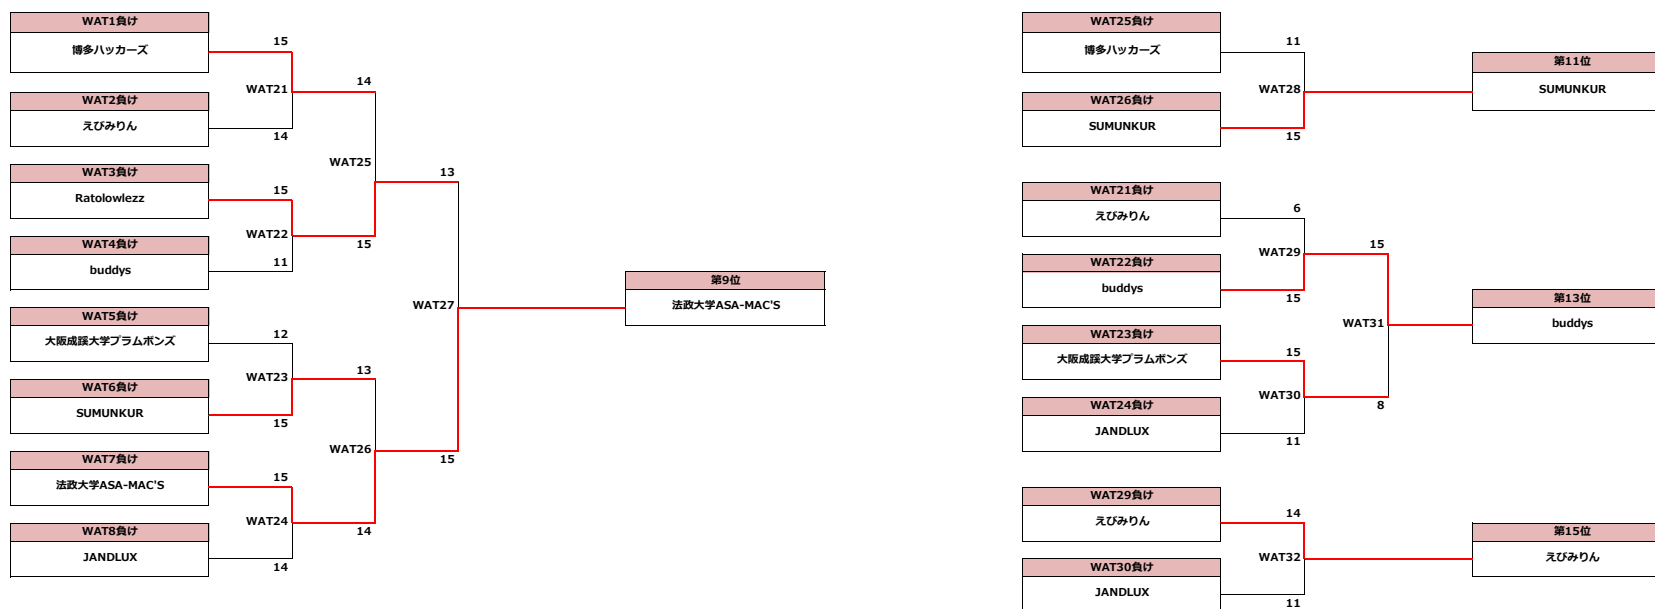 WAT1負け
博多ハッカーズ
15
WAT21
14
WAT2負け
えびみりん
14
WAT25
13
WAT3負け
Ratolowlezz
15
WAT22
15
WAT4負け
buddys
11
WAT27
第9位
法政大学ASA-MAC'S
WAT5負け
大阪成蹊大学プラムポンズ
12
WAT23
13
WAT6負け
SUMUNKUR
15
WAT26
15
WAT7負け
法政大学ASA-MAC'S
15
WAT24
14
WAT8負け
JANDLUX
14
WAT25負け
博多ハッカーズ
11
WAT28
第11位
SUMUNKUR
WAT26負け
SUMUNKUR
15
WAT21負け
えびみりん
6
WAT29
15
WAT22負け
buddys
15
WAT31
第13位
buddys
WAT23負け
大阪成蹊大学プラムポンズ
15
WAT30
8
WAT24負け
JANDLUX
11
WAT29負け
えびみりん
14
WAT32
第15位
えびみりん
WAT30負け
JANDLUX
11